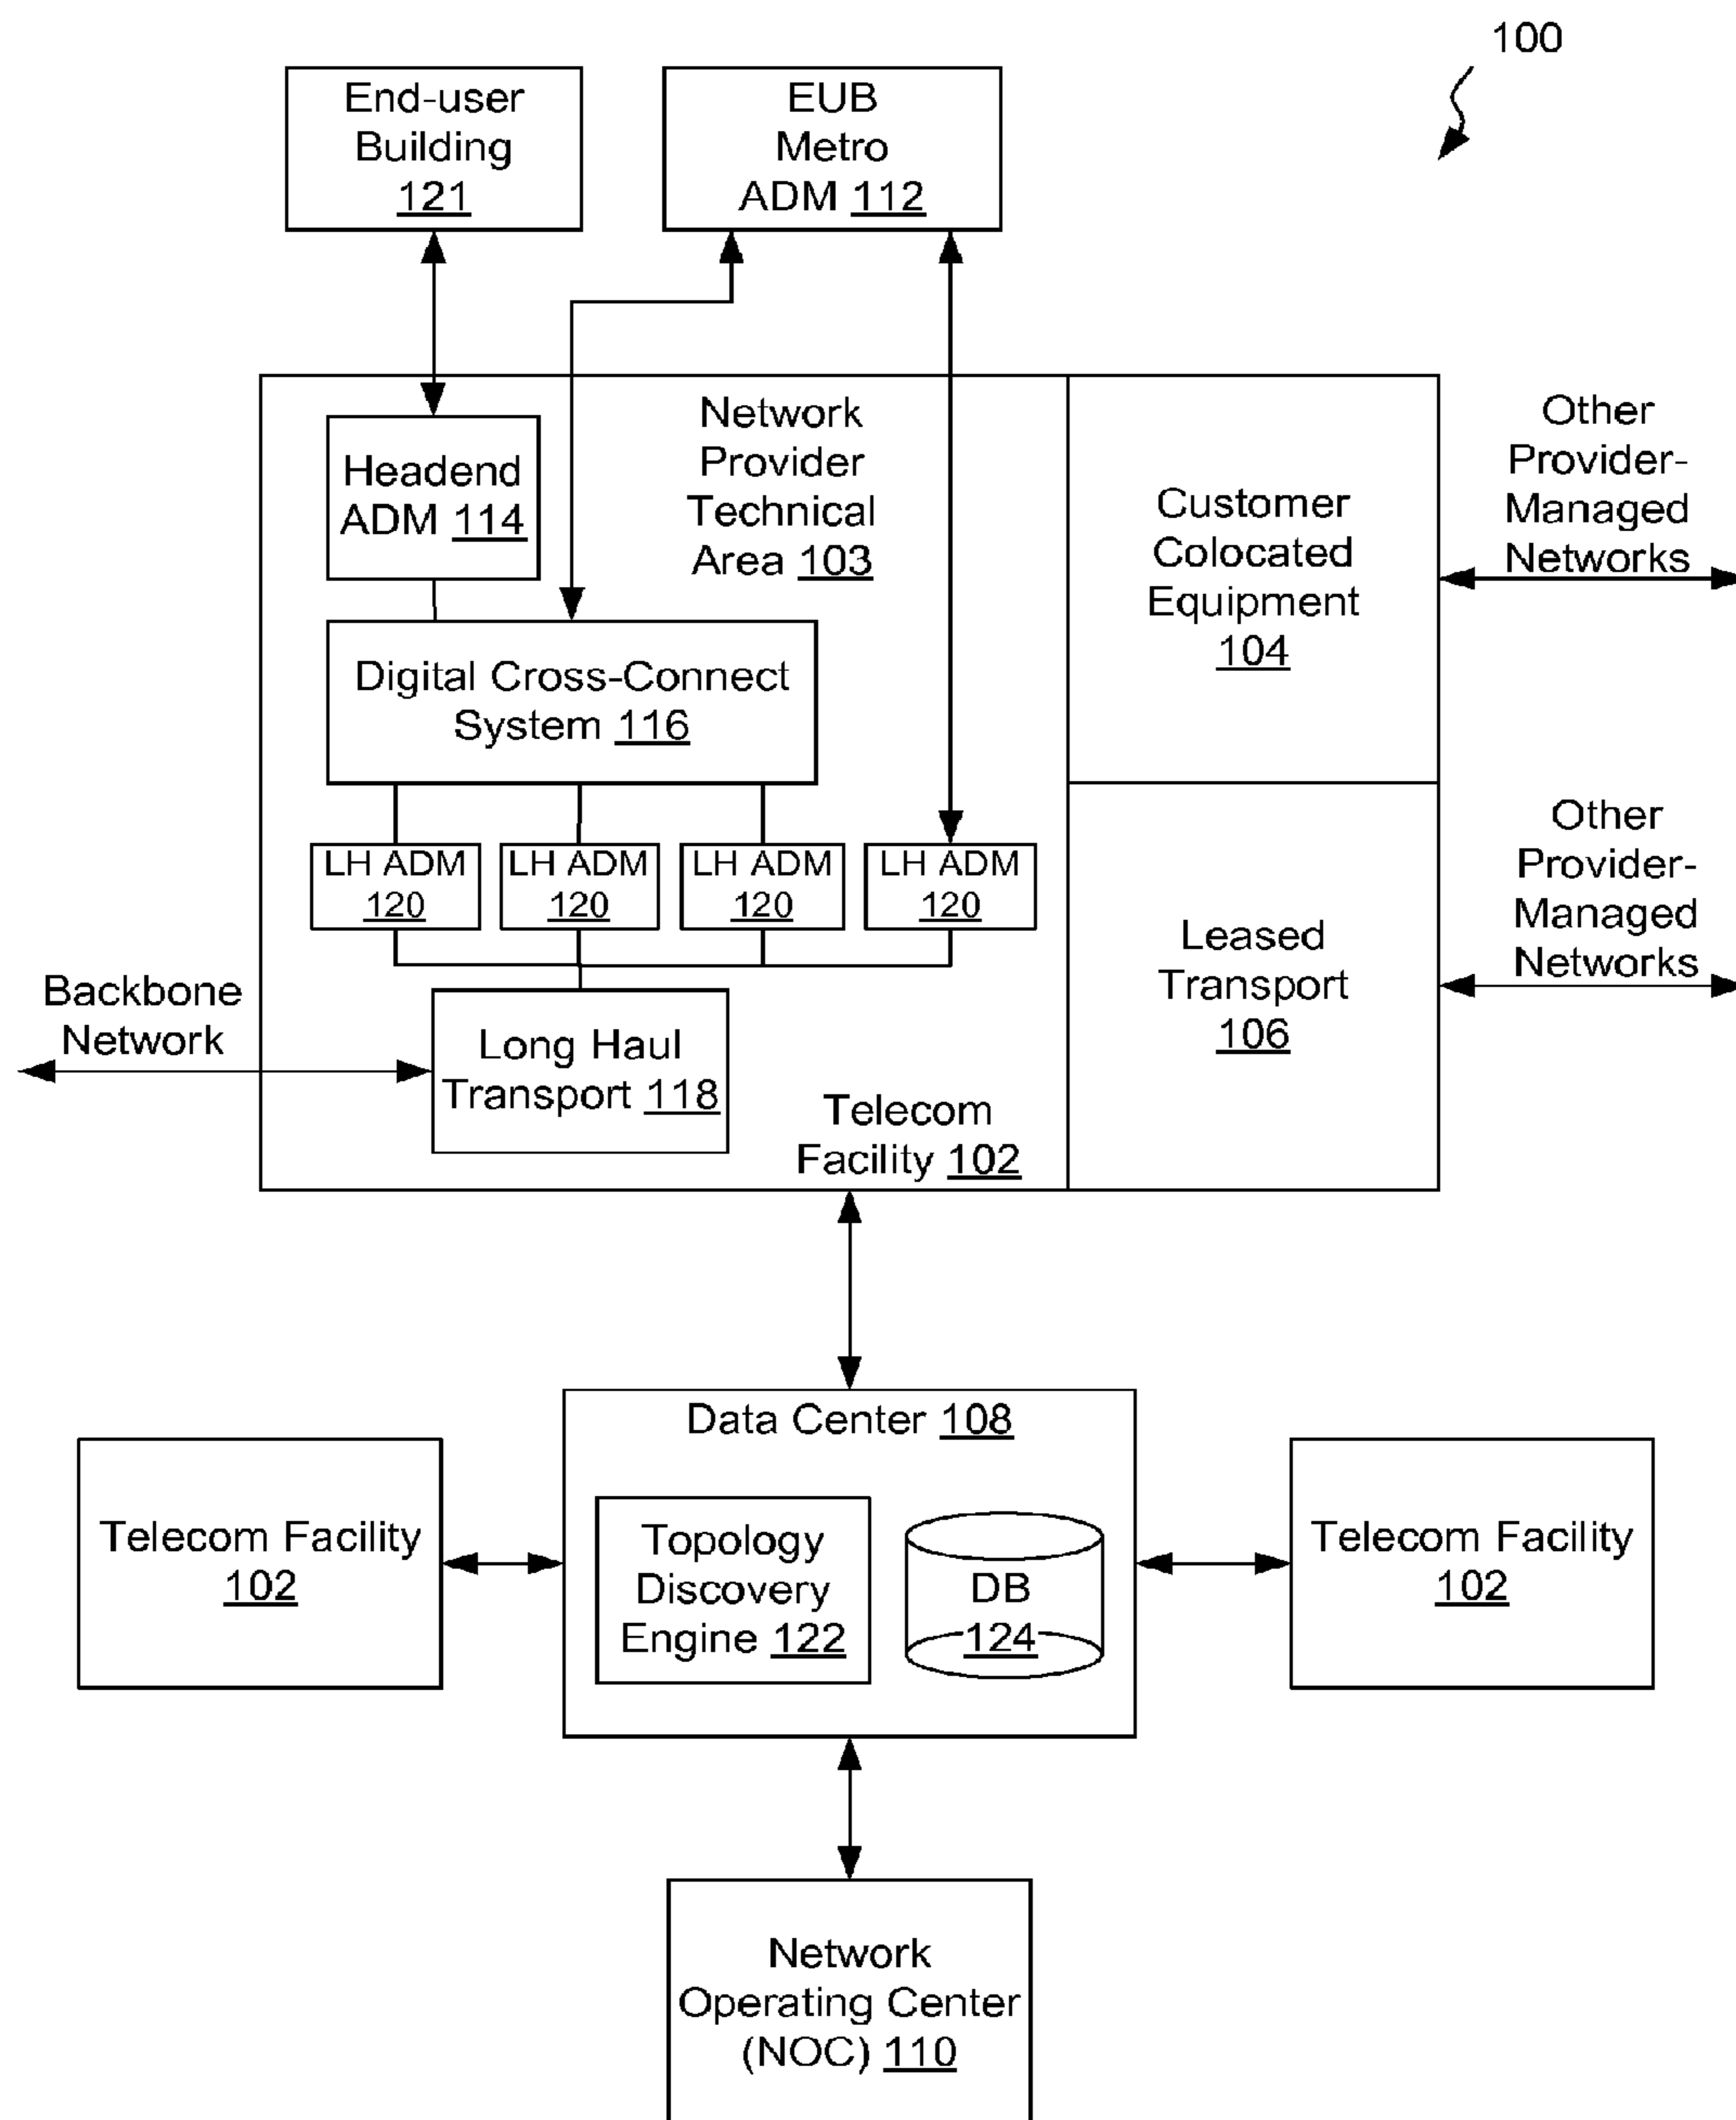 100
End-user
Building
121
EUB
Metro
ADM 112
Network
Provider
Technical
Area 103
Headend
ADM 114
Customer
Colocated
Equipment
104
Other
Provider-
Managed
Networks
Digital Cross-Connect
System 116
LH ADM
120
LH ADM
120
LH ADM
120
LH ADM
120
Leased
Transport
106
Other
Provider-
Managed
Networks
Backbone
Network
Long Haul
Transport 118
Telecom
Facility 102
Data Center 108
Telecom Facility
102
Topology
Discovery
Engine 122
DB
124
Telecom Facility
102
Network
Operating Center
(NOC) 110